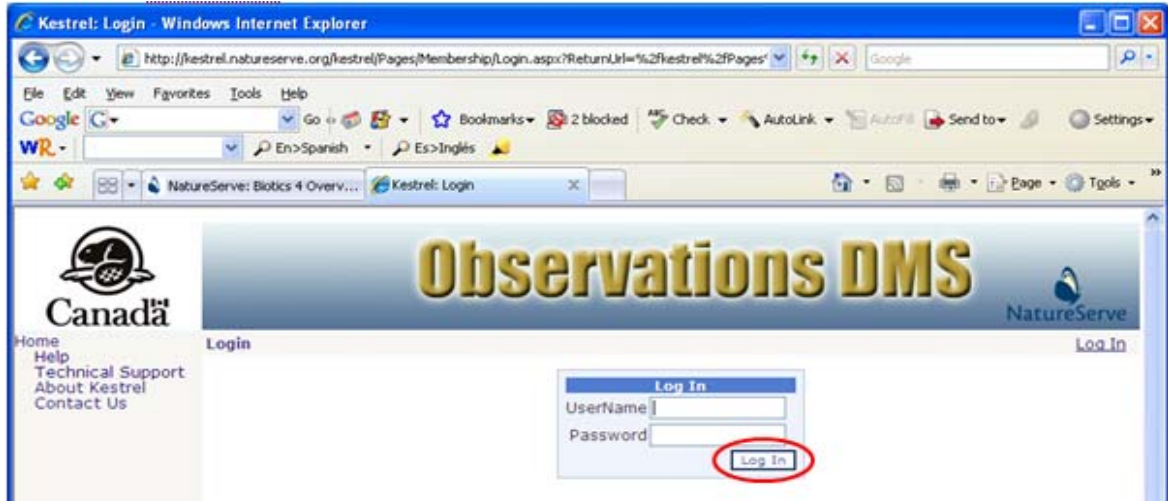 Kestrel: Login - Windows Internet Explorer
http://kestrel.natureserve.org/kestrel/Pages/Membership/Login.aspx?ReturnUrl=%2fkestrel%2fPages Google
File Edit View Favorites Tools Help
Google G Go Bookmarks 2 blocked Check AutoLink AutoFill Send to Settings
WR En>Spanish Es>Inglés
NatureServe: Biotics 4 Overv... Kestrel: Login Page Tools
Observations DMS
Canada
NatureServe
Home
Login Log In
Help
Technical Support
About Kestrel
Contact Us
Log In
UserName
Password
Log In